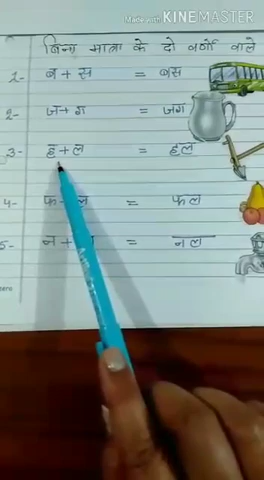 Made with KINEMASTER
बिना मात्रा के दो वर्णो वाले
1- ब + स = बस
2- ज + ग = जग
3- ह + ल = हल
4- फ + ल = फल
5- न + = नल